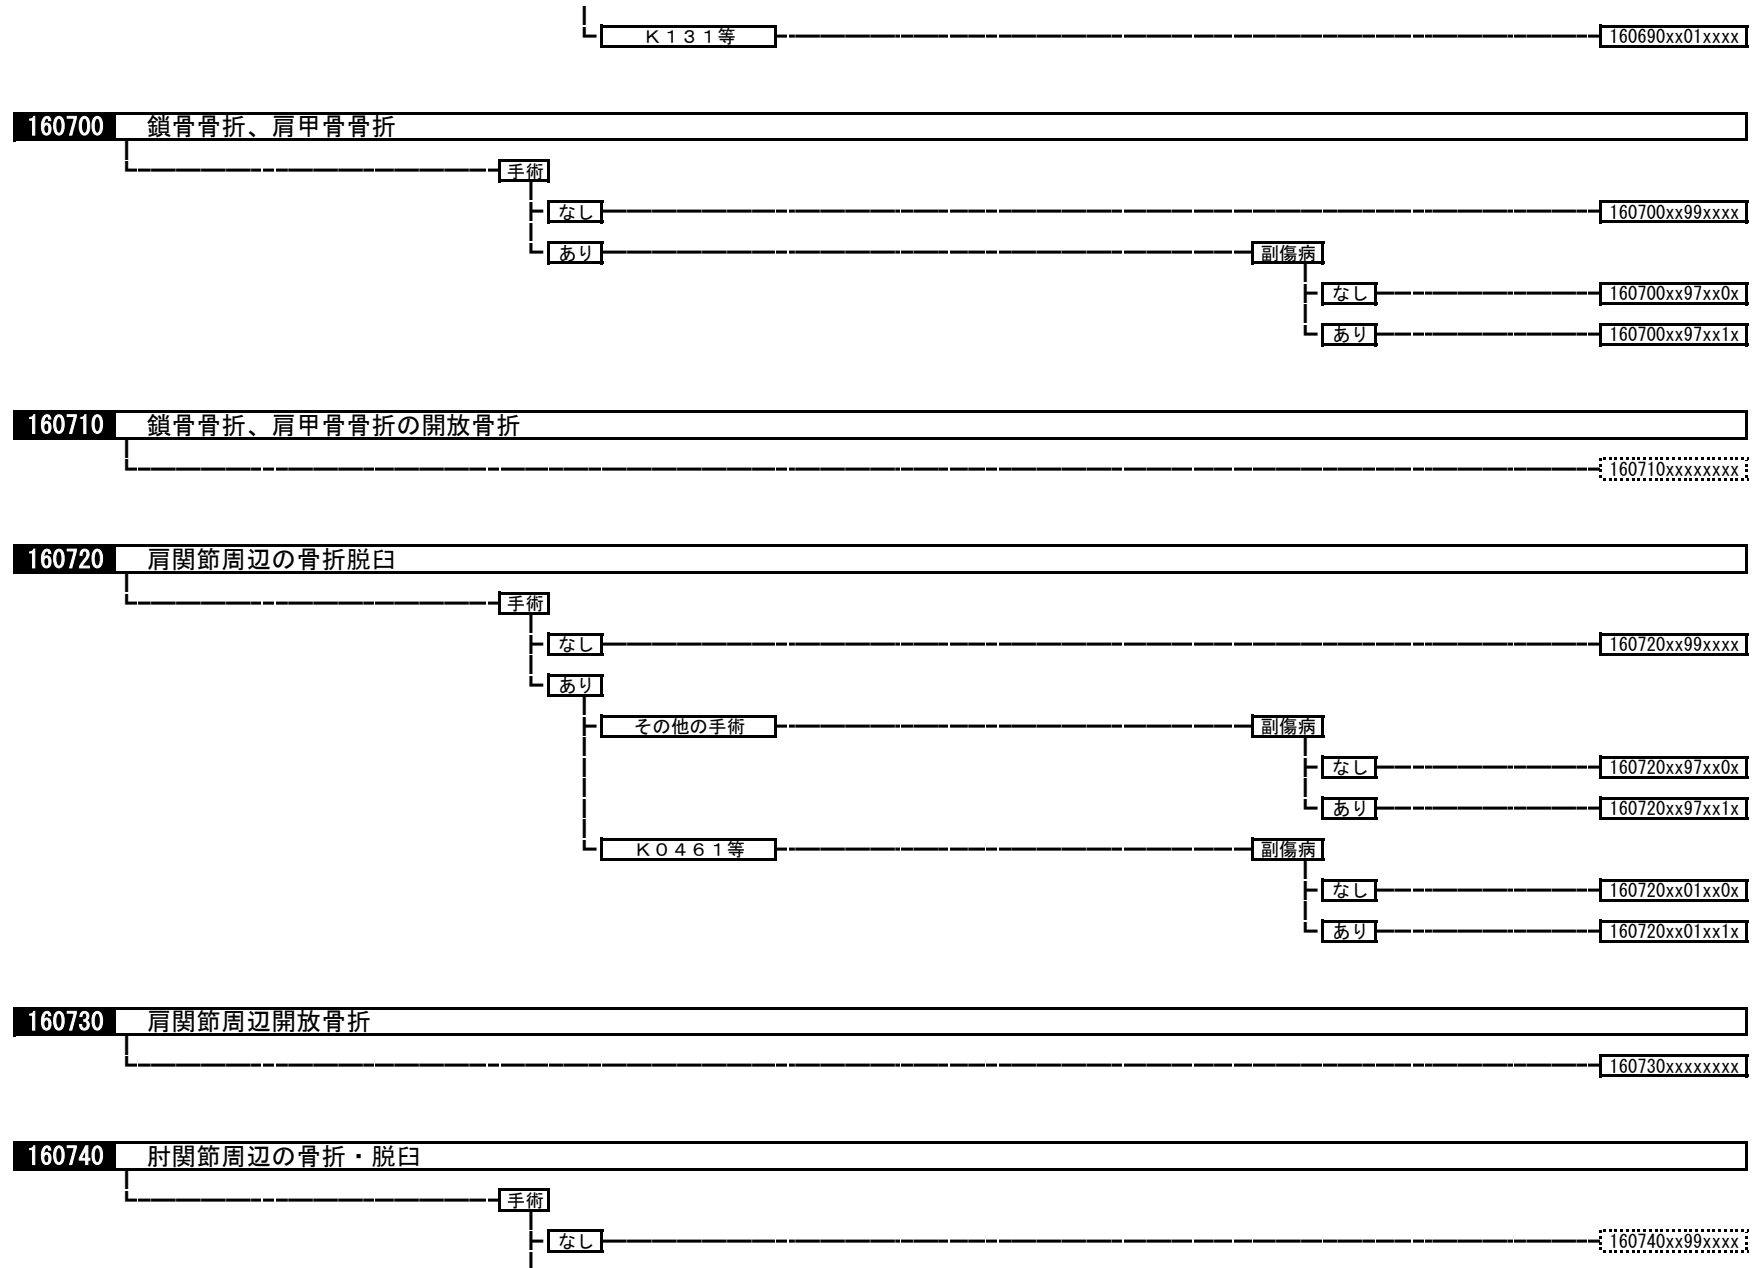 Ｋ１３１等 160690xx01xxxx
160700 鎖骨骨折、肩甲骨骨折
手術
なし 160700xx99xxxx
あり 副傷病
なし 160700xx97xx0x
あり 160700xx97xx1x
160710 鎖骨骨折、肩甲骨骨折の開放骨折
160710xxxxxxxx
160720 肩関節周辺の骨折脱臼
手術
なし 160720xx99xxxx
あり
その他の手術 副傷病
なし 160720xx97xx0x
あり 160720xx97xx1x
Ｋ０４６１等 副傷病
なし 160720xx01xx0x
あり 160720xx01xx1x
160730 肩関節周辺開放骨折
160730xxxxxxxx
160740 肘関節周辺の骨折・脱臼
手術
なし 160740xx99xxxx